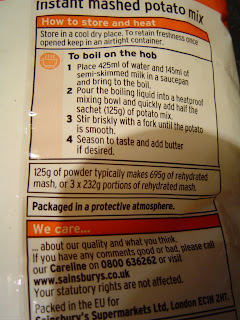 instant mashed potato mix
How to store and heat
Store in a cool dry place. To retain freshness once
opened keep in an airtight container.
To boil on the hob
1 Place 425ml of water and 145ml of
semi-skimmed milk in a saucepan
and bring to the boil.
2 Pour the boiling liquid into a heatproof
mixing bowl and quickly add half the
sachet (125g) of potato mix.
3 Stir briskly with a fork until the potato
is smooth.
4 Season to taste and add butter
if desired.
125g of powder typically makes 695g of rehydrated
mash, or 3 x 232g portions of rehydrated mash.
Packaged in a protective atmosphere.
We care...
... about our quality and what you think.
If you have any comments good or bad, please call
our Careline on 0800 636262 or visit
www.sainsburys.co.uk
Your statutory rights are not affected.
Packed in the EU for
Sainsbury's Supermarkets Ltd, London EC1N 2HT.